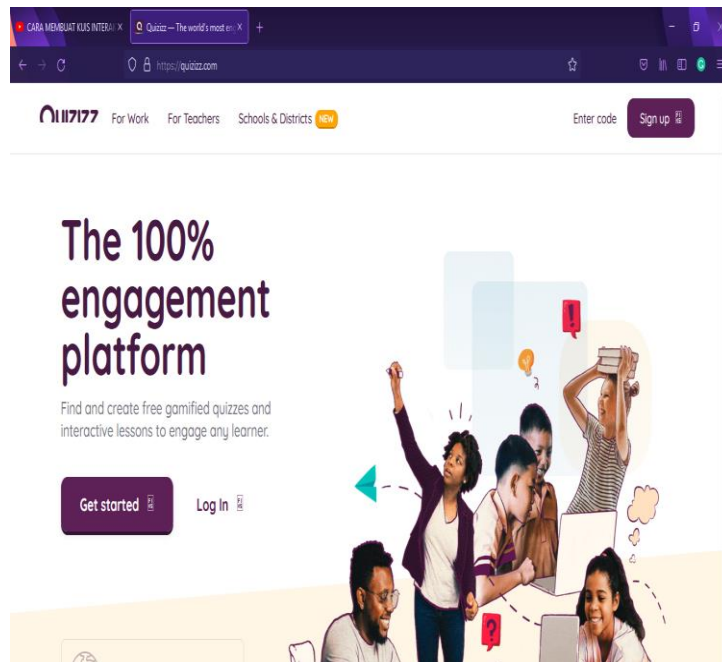 CARA MEMBUAT KUIS INTERA
Quizizz — The world's most en
https://quizizz.com
QUIZIZZ For Work For Teachers Schools & Districts NEW Enter code Sign up
The 100%
engagement
platform
Find and create free gamified quizzes and
interactive lessons to engage any learner.
Get started Log In